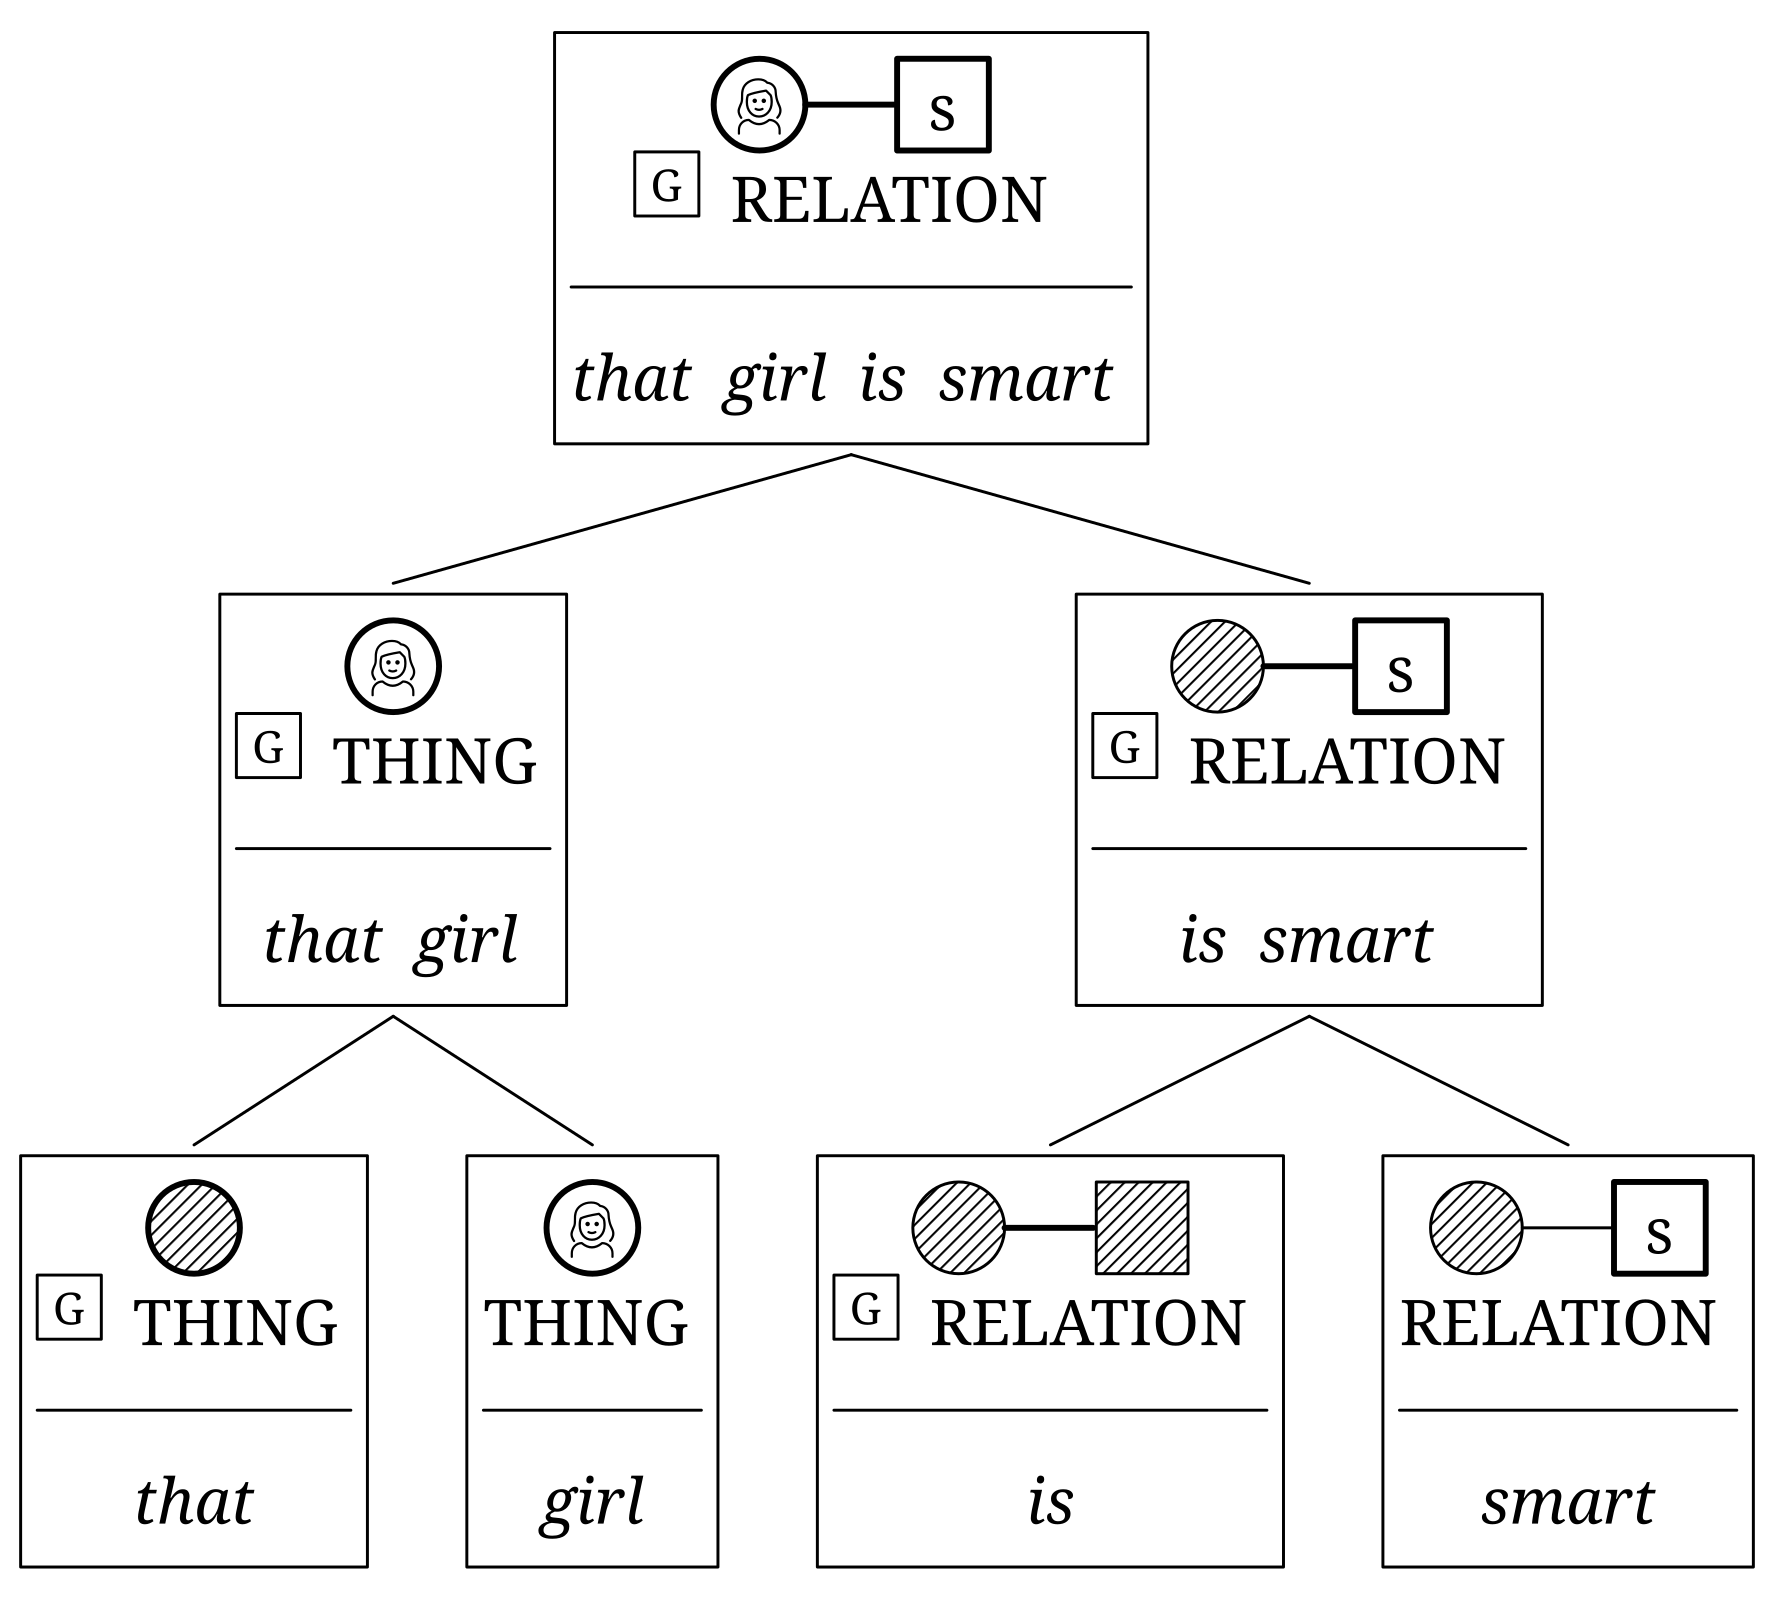 s
G RELATION
that girl is smart
G THING
that girl
s
G RELATION
is smart
G THING
that
THING
girl
G RELATION
is
s
RELATION
smart